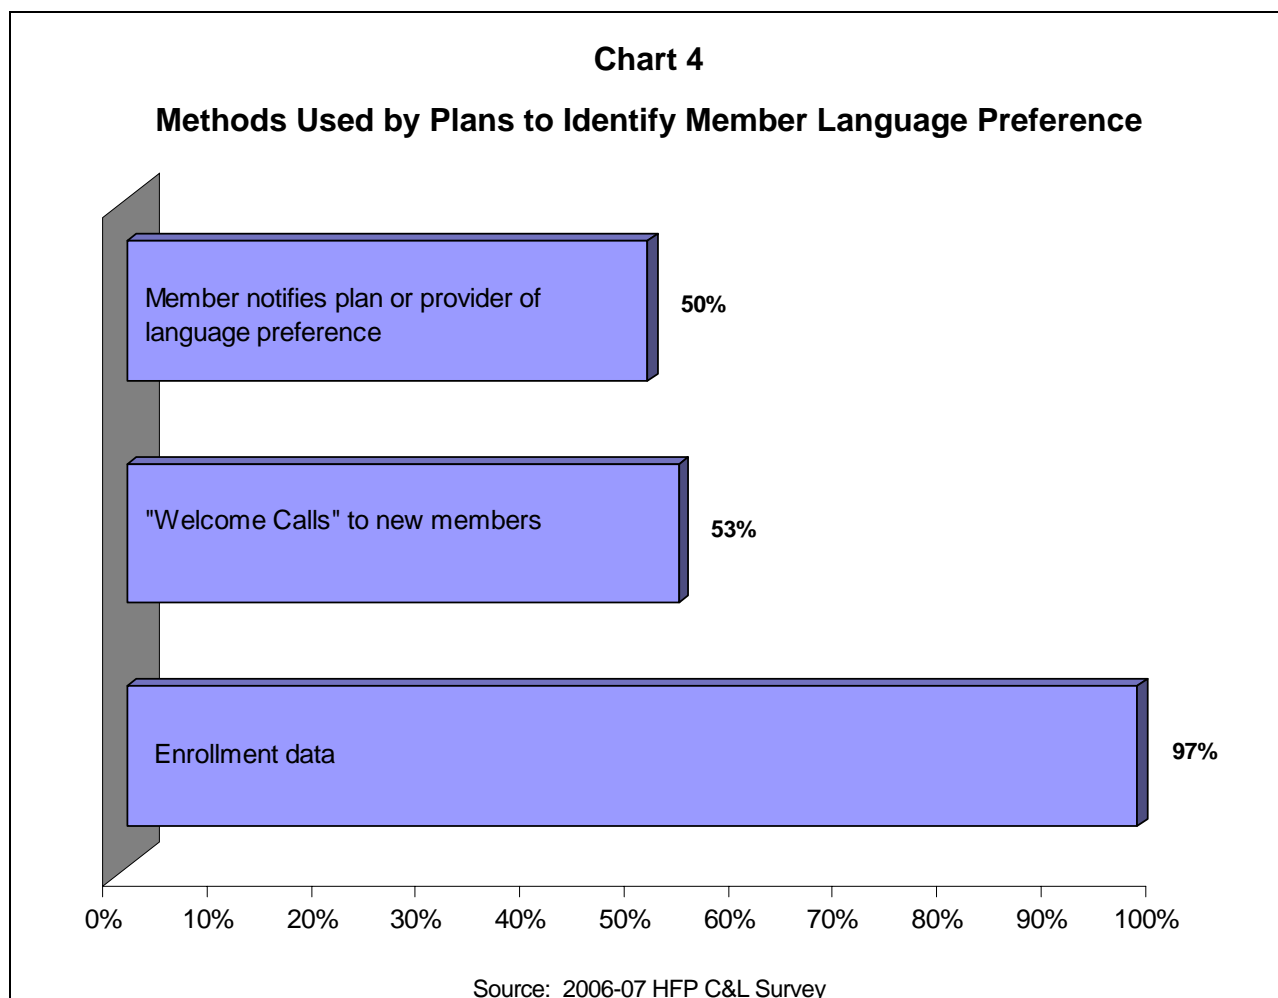 Chart 4
Methods Used by Plans to Identify Member Language Preference
Member notifies plan or provider of
language preference
50%
"Welcome Calls" to new members
53%
Enrollment data
97%
0% 10% 20% 30% 40% 50% 60% 70% 80% 90% 100%
Source: 2006-07 HFP C&L Survey